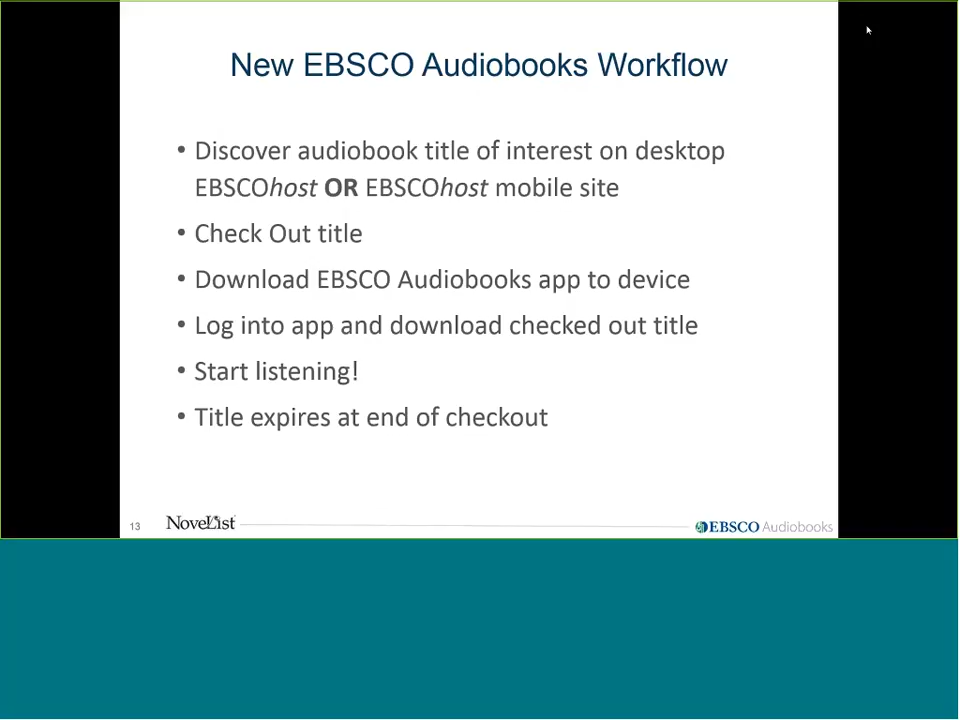 New EBSCO Audiobooks Workflow
• Discover audiobook title of interest on desktop
EBSCOhost OR EBSCOhost mobile site
• Check Out title
• Download EBSCO Audiobooks app to device
• Log into app and download checked out title
• Start listening!
• Title expires at end of checkout
13 NoveList EBSCO Audiobooks